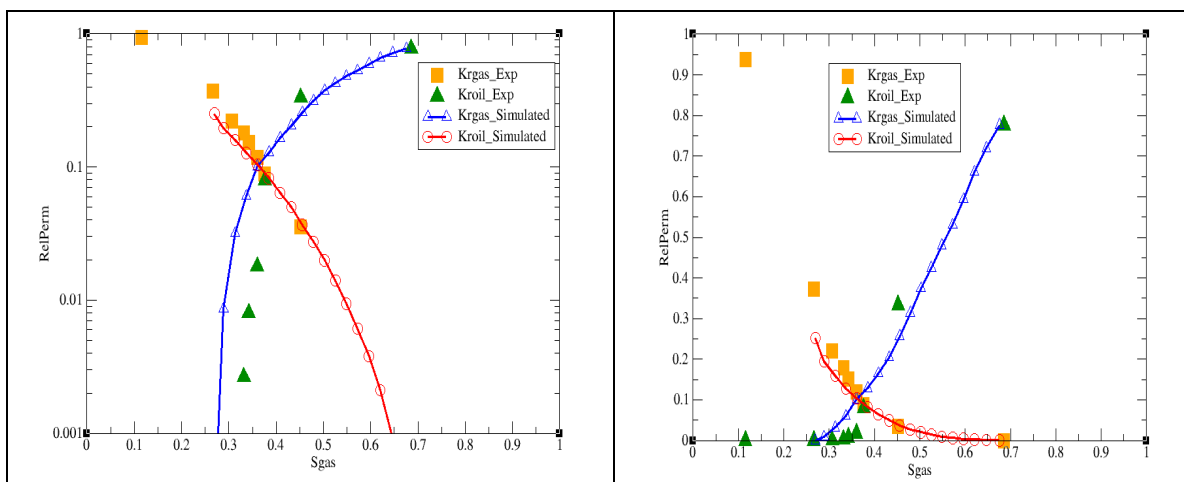 1
0.1
0.01
0.001
RelPerm
Krgas_Exp
Kroil_Exp
Krgas_Simulated
Kroil_Simulated
0 0.1 0.2 0.3 0.4 0.5 0.6 0.7 0.8 0.9 1
Sgas
1
0.9
0.8
0.7
0.6
0.5
0.4
0.3
0.2
0.1
0
RelPerm
Krgas_Exp
Kroil_Exp
Krgas_Simulated
Kroil_Simulated
0 0.1 0.2 0.3 0.4 0.5 0.6 0.7 0.8 0.9 1
Sgas